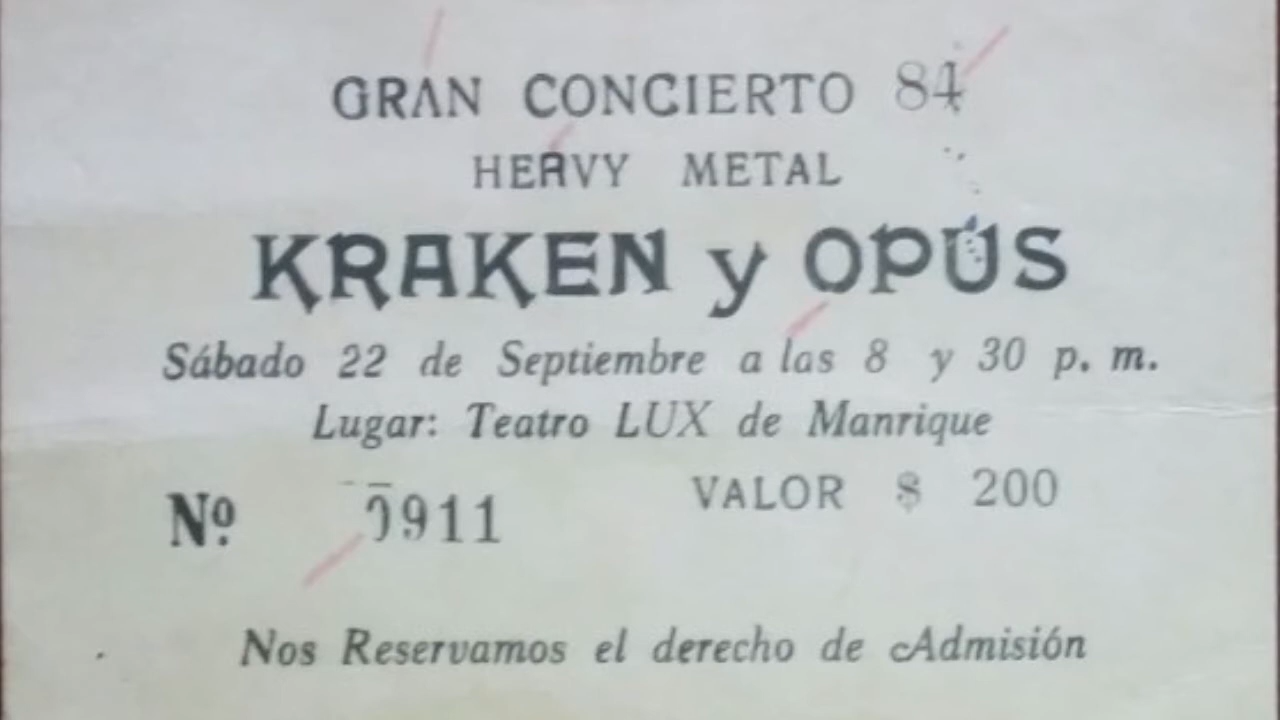 GRAN CONCIERTO 84
HEAVY METAL
KRAKEN y OPUS
Sábado 22 de Septiembre a las 8 y 30 p. m.
Lugar: Teatro LUX de Manrique
VALOR $ 200
Nº 0911
Nos Reservamos el derecho de Admisión